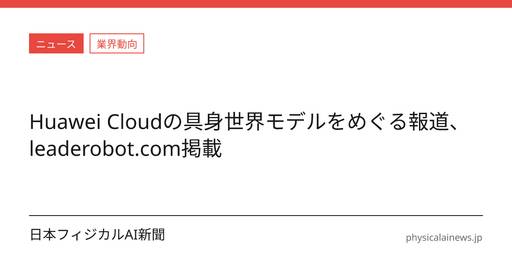 ニュース 業界動向
Huawei Cloudの具身世界モデルをめぐる報道、
leaderobot.com掲載
日本フィジカルAI新聞
physicalainews.jp